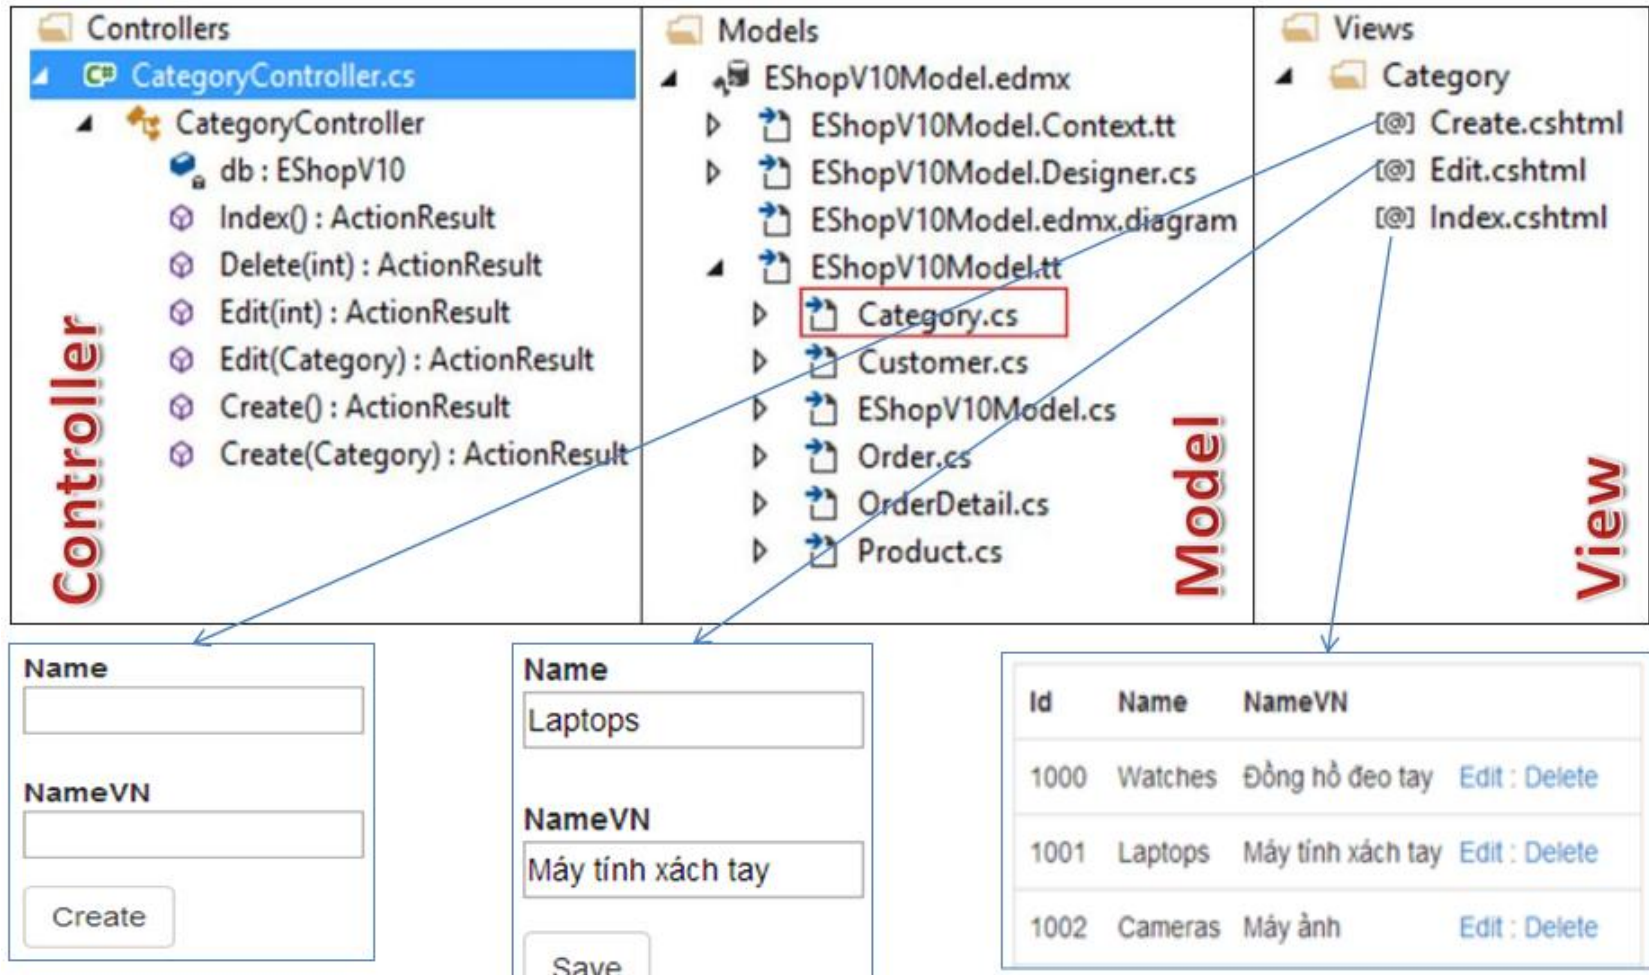 Controllers
CategoryController.cs
CategoryController
db : EShopV10
Index() : ActionResult
Delete(int) : ActionResult
Edit(int) : ActionResult
Edit(Category) : ActionResult
Create() : ActionResult
Create(Category) : ActionResult
Controller
Models
EShopV10Model.edmx
EShopV10Model.Context.tt
EShopV10Model.Designer.cs
EShopV10Model.edmx.diagram
EShopV10Model.tt
Category.cs
Customer.cs
EShopV10Model.cs
Order.cs
OrderDetail.cs
Product.cs
Model
Views
Category
[@] Create.cshtml
[@] Edit.cshtml
[@] Index.cshtml
View
Name
NameVN
Create
Name
Laptops
NameVN
Máy tính xách tay
Save
Id Name NameVN
1000 Watches Đồng hồ đeo tay Edit : Delete
1001 Laptops Máy tính xách tay Edit : Delete
1002 Cameras Máy ảnh Edit : Delete